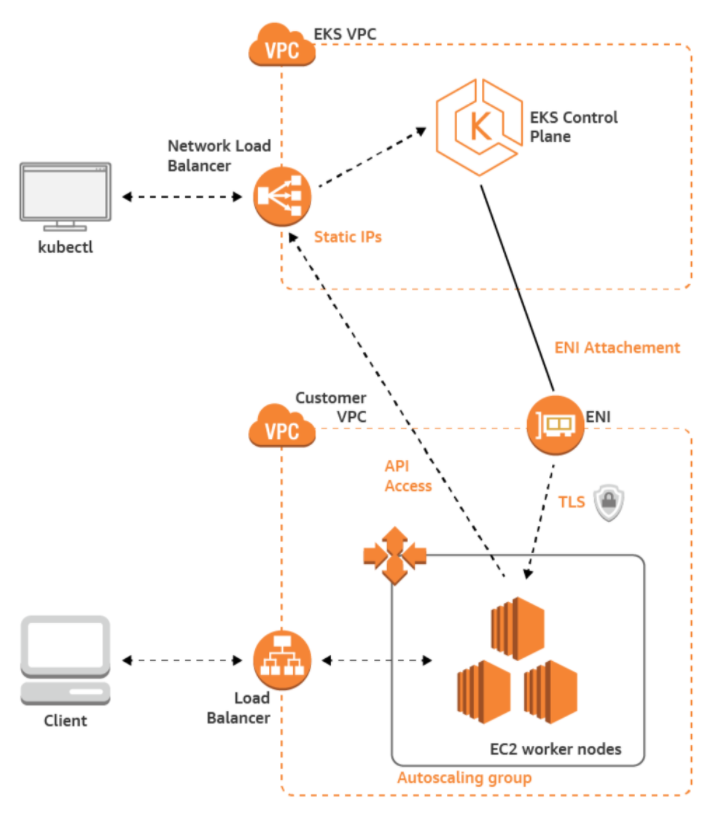 VPC
EKS VPC
EKS Control
Plane
K
Network Load
Balancer
kubectl
Static IPs
ENI Attachement
Customer
VPC
VPC
ENI
API
Access
TLS
Client
Load
Balancer
EC2 worker nodes
Autoscaling group